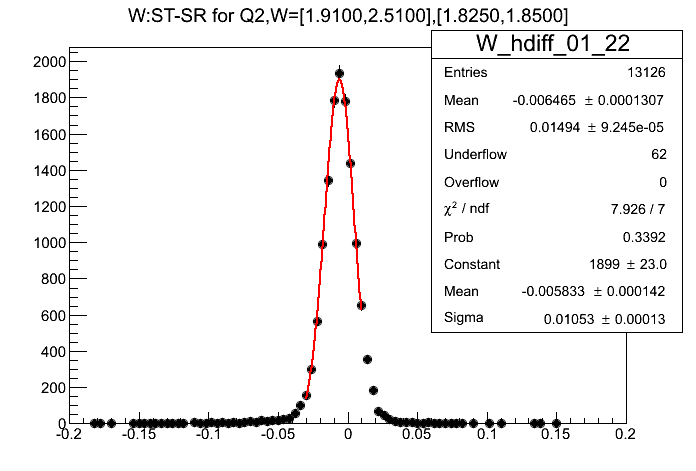 W:ST-SR for Q2,W=[1.9100,2.5100],[1.8250,1.8500]
W_hdiff_01_22
Entries 13126
Mean -0.006465 ± 0.0001307
RMS 0.01494 ± 9.245e-05
Underflow 62
Overflow 0
χ² / ndf 7.926 / 7
Prob 0.3392
Constant 1899 ± 23.0
Mean -0.005833 ± 0.000142
Sigma 0.01053 ± 0.00013
2000
1800
1600
1400
1200
1000
800
600
400
200
0
-0.2 -0.15 -0.1 -0.05 0 0.05 0.1 0.15 0.2